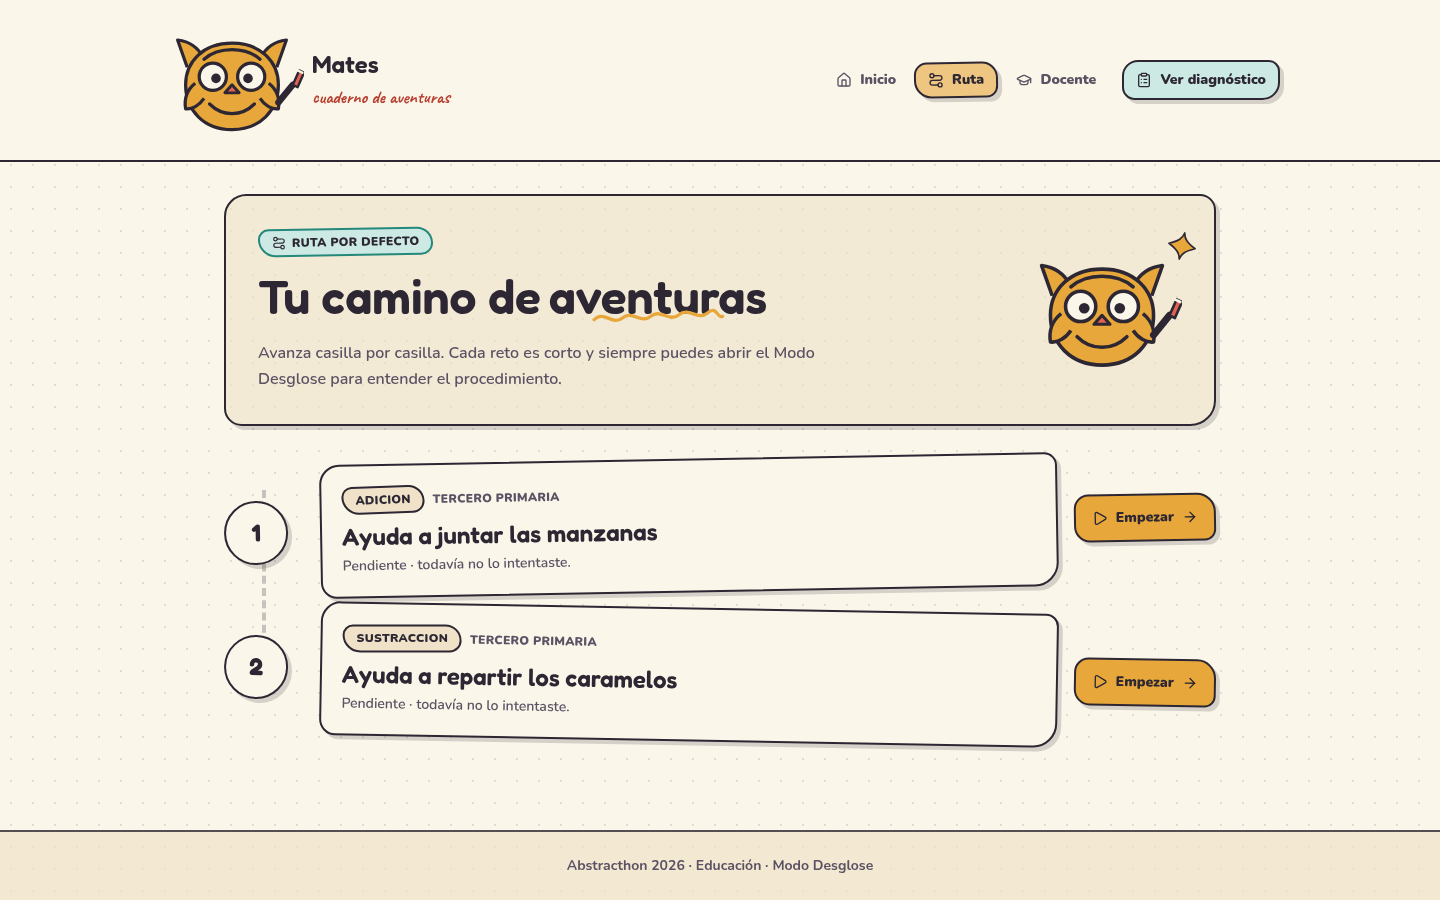 Mates
cuaderno de aventuras
Inicio
Ruta
Docente
Ver diagnóstico
RUTA POR DEFECTO
Tu camino de aventuras
Avanza casilla por casilla. Cada reto es corto y siempre puedes abrir el Modo
Desglose para entender el procedimiento.
1
ADICION TERCERO PRIMARIA
Ayuda a juntar las manzanas
Pendiente · todavía no lo intentaste.
Empezar
2
SUSTRACCION TERCERO PRIMARIA
Ayuda a repartir los caramelos
Pendiente · todavía no lo intentaste.
Empezar
Abstracthon 2026 · Educación · Modo Desglose